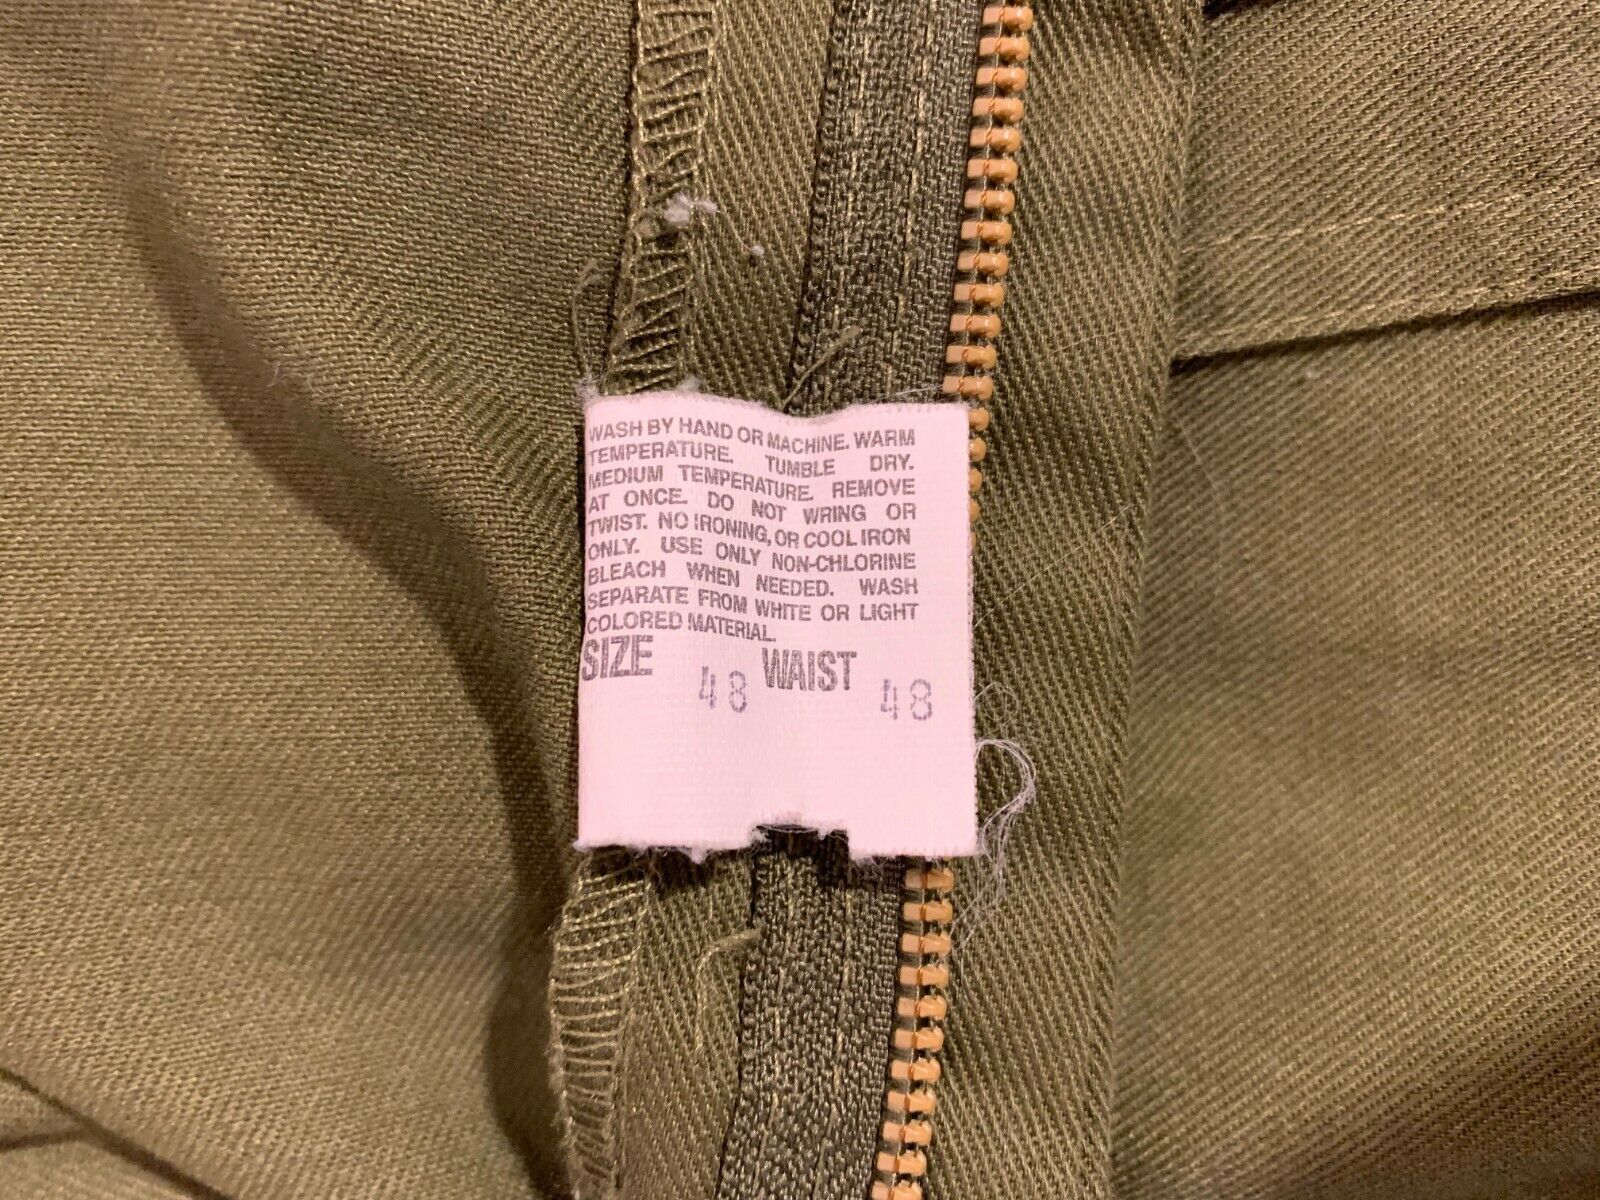 WASH BY HAND OR MACHINE. WARM
TEMPERATURE. TUMBLE DRY.
MEDIUM TEMPERATURE. REMOVE
AT ONCE. DO NOT WRING OR
TWIST. NO IRONING, OR COOL IRON
ONLY. USE ONLY NON-CHLORINE
BLEACH WHEN NEEDED. WASH
SEPARATE FROM WHITE OR LIGHT
COLORED MATERIAL.
SIZE 48 WAIST 48